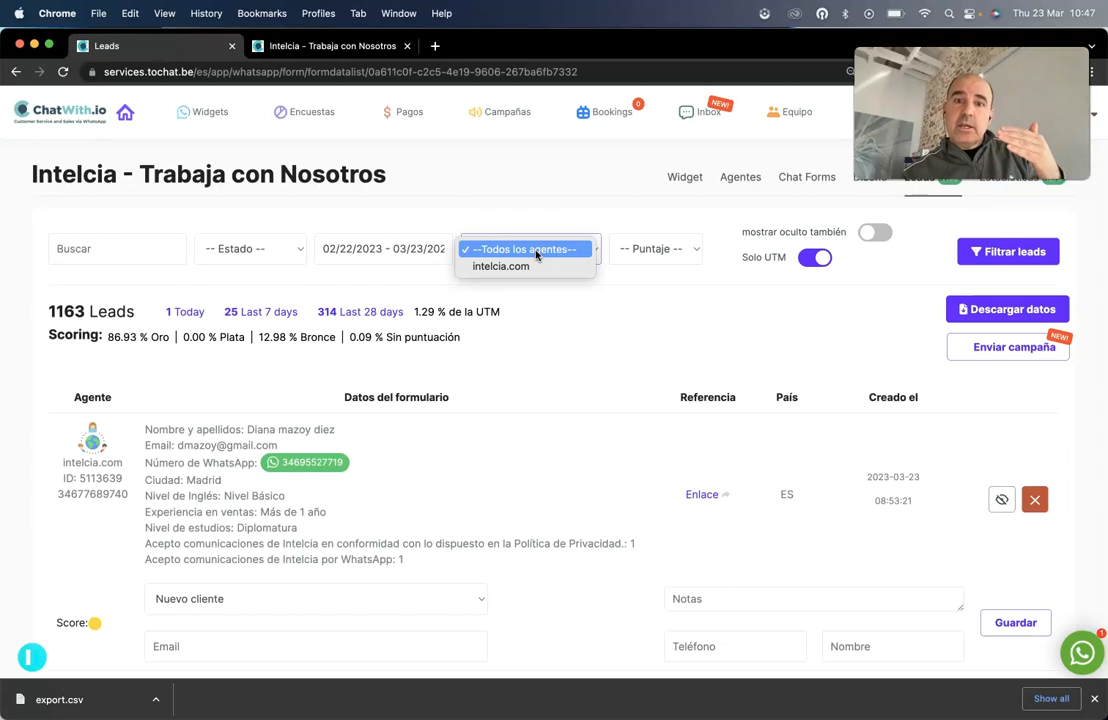 Chrome File Edit View History Bookmarks Profiles Tab Window Help Thu 23 Mar 10:47
Leads
Intelcia - Trabaja con Nosotros
services.tochat.be/es/app/whatsapp/form/formdatalist/0a611c0f-c2c5-4e19-9606-267ba6fb7332
ChatWith.io
Customer Service and Sales via WhatsApp
Widgets Encuestas Pagos Campañas Bookings 0 Inbox NEW! Equipo
Intelcia - Trabaja con Nosotros
Widget Agentes Chat Forms
Buscar
-- Estado --
02/22/2023 - 03/23/202
--Todos los agentes--
intelcia.com
-- Puntaje --
mostrar oculto también
Solo UTM
Filtrar leads
1163 Leads 1 Today 25 Last 7 days 314 Last 28 days 1.29 % de la UTM
Scoring: 86.93 % Oro | 0.00 % Plata | 12.98 % Bronce | 0.09 % Sin puntuación
Descargar datos
NEW!
Enviar campaña
Agente Datos del formulario Referencia País Creado el
intelcia.com
ID: 5113639
34677689740
Nombre y apellidos: Diana mazoy diez
Email: dmazoy@gmail.com
Número de WhatsApp: 34695527719
Ciudad: Madrid
Nivel de Inglés: Nivel Básico
Experiencia en ventas: Más de 1 año
Nivel de estudios: Diplomatura
Acepto comunicaciones de Intelcia en conformidad con lo dispuesto en la Política de Privacidad.: 1
Acepto comunicaciones de Intelcia por WhatsApp: 1
Enlace
ES
2023-03-23
08:53:21
Score:
Nuevo cliente
Email
Notas
Teléfono
Nombre
Guardar
1
export.csv
Show all